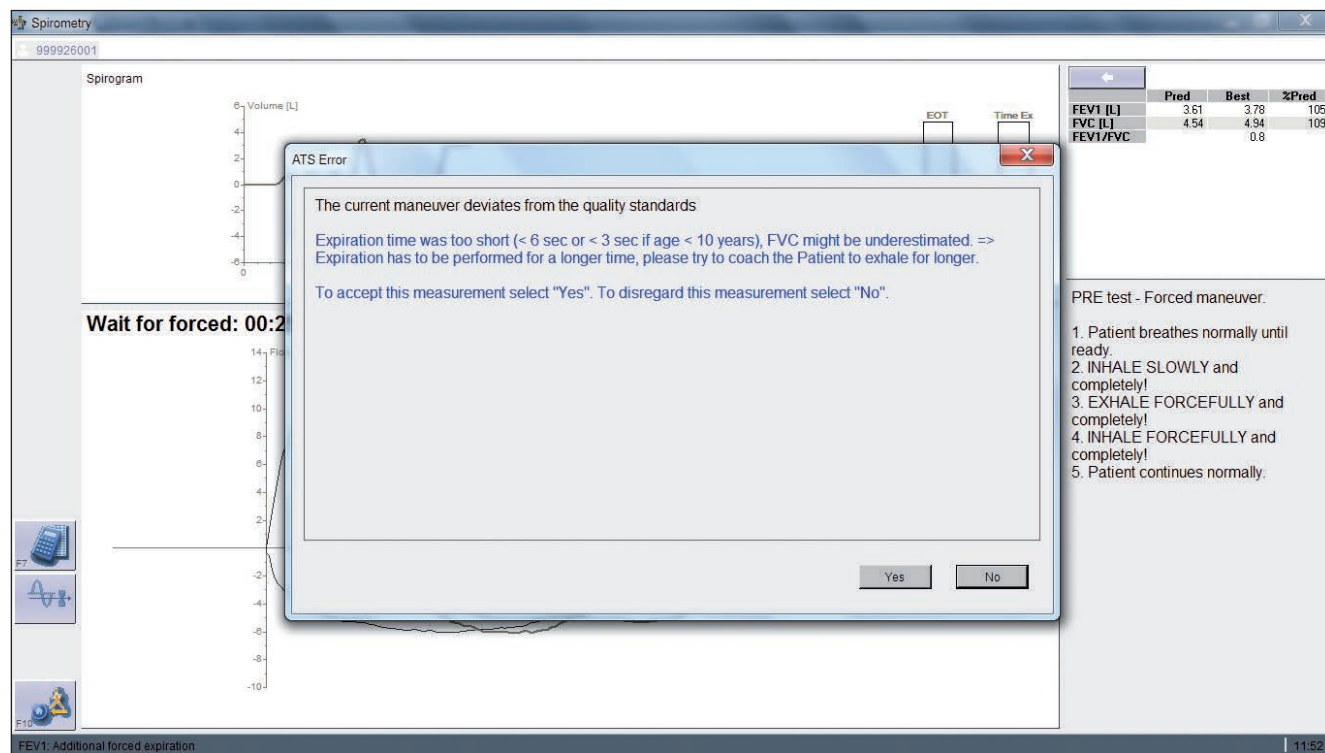 Spirometry
999926001
Spirogram
6 Volume [L]
4
2
0
-2
-4
-6
0
EOT Time Ex
Pred Best %Pred
FEV1 [L] 3.61 3.78 105
FVC [L] 4.54 4.94 109
FEV1/FVC 0.8
ATS Error
The current maneuver deviates from the quality standards
Expiration time was too short (< 6 sec or < 3 sec if age < 10 years), FVC might be underestimated. =>
Expiration has to be performed for a longer time, please try to coach the Patient to exhale for longer.
To accept this measurement select "Yes". To disregard this measurement select "No".
Yes No
Wait for forced: 00:2
14
12
10
8
6
4
2
-2
-4
-6
-8
-10
PRE test - Forced maneuver.
1. Patient breathes normally until
ready.
2. INHALE SLOWLY and
completely!
3. EXHALE FORCEFULLY and
completely!
4. INHALE FORCEFULLY and
completely!
5. Patient continues normally.
F7
F10
FEV1: Additional forced expiration
11:52